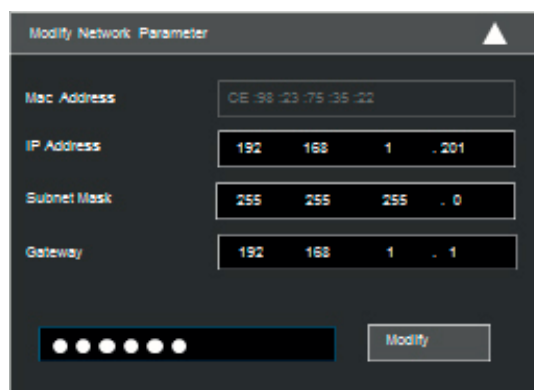 Modify Network Parameter
Mac Address CE :98 :23 :75 :35 :22
IP Address 192 168 1 . 201
Subnet Mask 255 255 255 . 0
Gateway 192 168 1 . 1
Modify